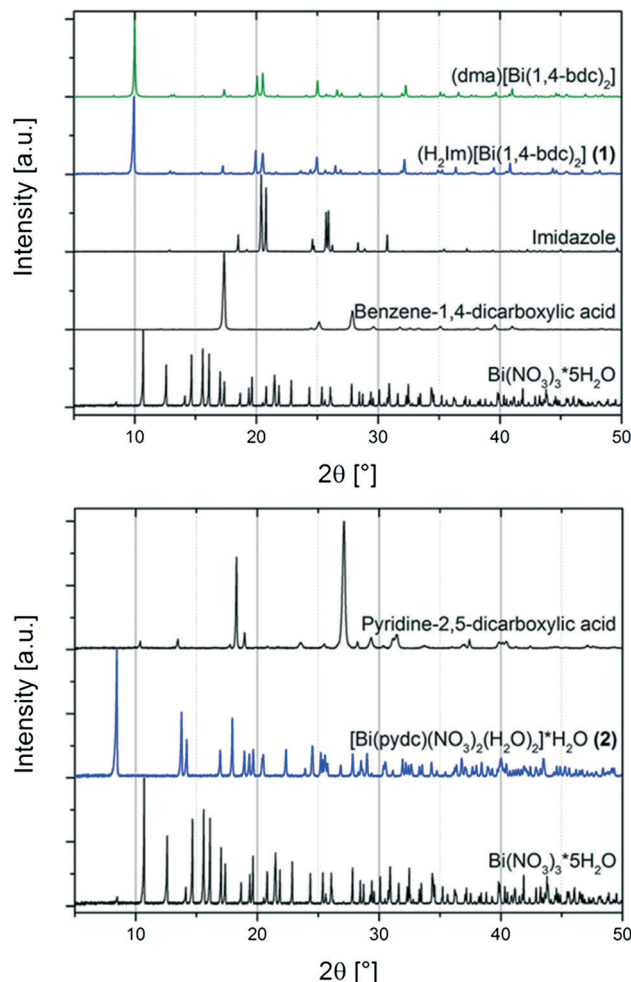 Intensity [a.u.]
(dma)[Bi(1,4-bdc)₂]
(H₂Im)[Bi(1,4-bdc)₂] (1)
Imidazole
Benzene-1,4-dicarboxylic acid
Bi(NO₃)₃*5H₂O
10 20 30 40 50
2θ [°]
Intensity [a.u.]
Pyridine-2,5-dicarboxylic acid
[Bi(pydc)(NO₃)₂(H₂O)₂]*H₂O (2)
Bi(NO₃)₃*5H₂O
10 20 30 40 50
2θ [°]